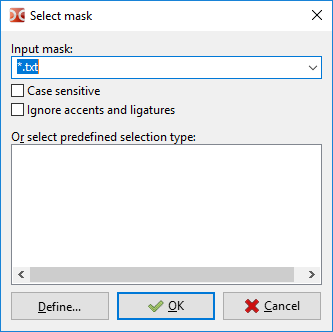 Select mask
Input mask:
*.txt
Case sensitive
Ignore accents and ligatures
Or select predefined selection type:
Define... OK Cancel